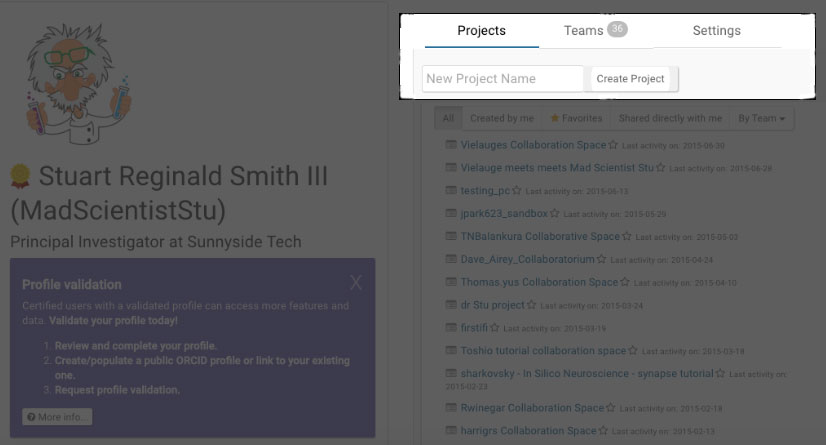 Projects Teams 36 Settings
New Project Name Create Project
All Created by me Favorites Shared directly with me By Team
Vielauges Collaboration Space Last activity on: 2015-06-30
Vielauge meets meets Mad Scientist Stu Last activity on: 2015-06-28
testing_pc Last activity on: 2015-06-13
jpark623_sandbox Last activity on: 2015-05-29
TNBalankura Collaborative Space Last activity on: 2015-05-03
Dave_Airey_Collaboratorium Last activity on: 2015-04-24
Thomas.yus Collaboration Space Last activity on: 2015-04-10
dr Stu project Last activity on: 2015-03-24
firstifi Last activity on: 2015-03-19
Toshio tutorial collaboration space Last activity on: 2015-03-18
sharkovsky - In Silico Neuroscience - synapse tutorial Last activity on:
2015-02-23
Rwinegar Collaboration Space Last activity on: 2015-02-18
harrigrs Collaboration Space Last activity on: 2015-02-13
Stuart Reginald Smith III
(MadScientistStu)
Principal Investigator at Sunnyside Tech
Profile validation X
Certified users with a validated profile can access more features and
data. Validate your profile today!
1. Review and complete your profile.
2. Create/populate a public ORCID profile or link to your existing
one.
3. Request profile validation.
? More info...